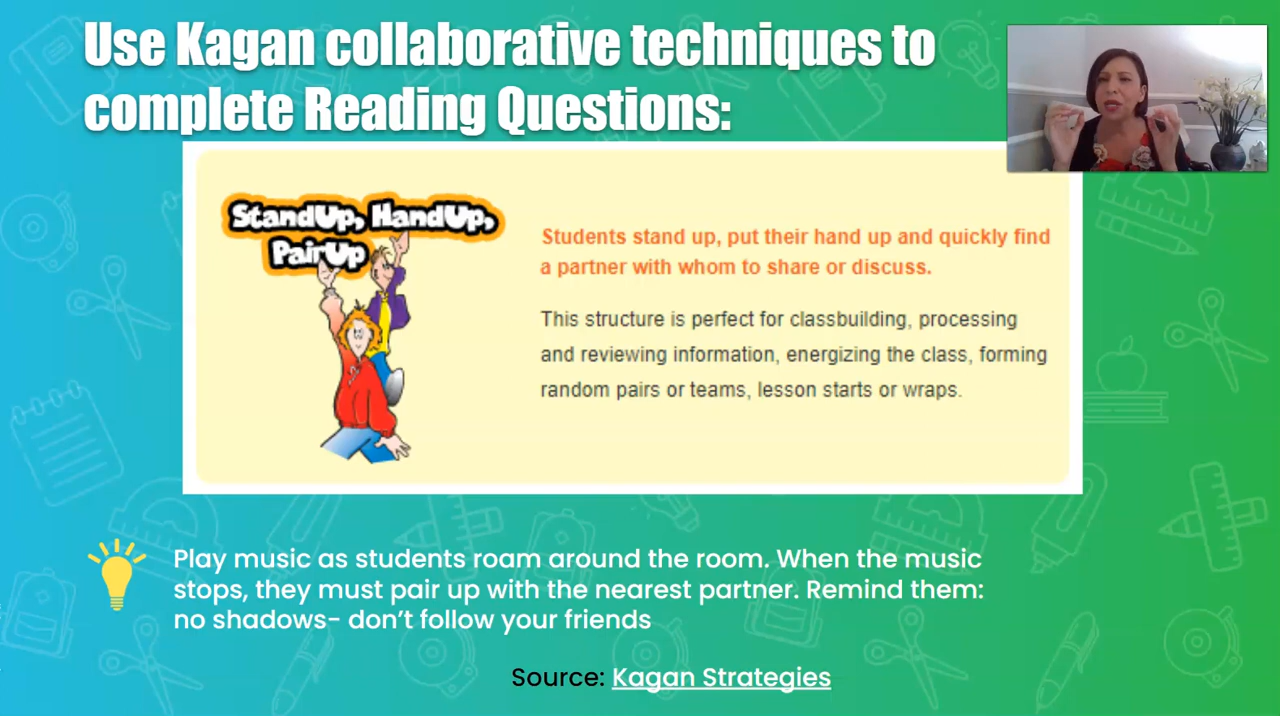 Use Kagan collaborative techniques to
complete Reading Questions:
StandUp, HandUp,
PairUp
Students stand up, put their hand up and quickly find
a partner with whom to share or discuss.
This structure is perfect for classbuilding, processing
and reviewing information, energizing the class, forming
random pairs or teams, lesson starts or wraps.
Play music as students roam around the room. When the music
stops, they must pair up with the nearest partner. Remind them:
no shadows- don't follow your friends
Source: Kagan Strategies